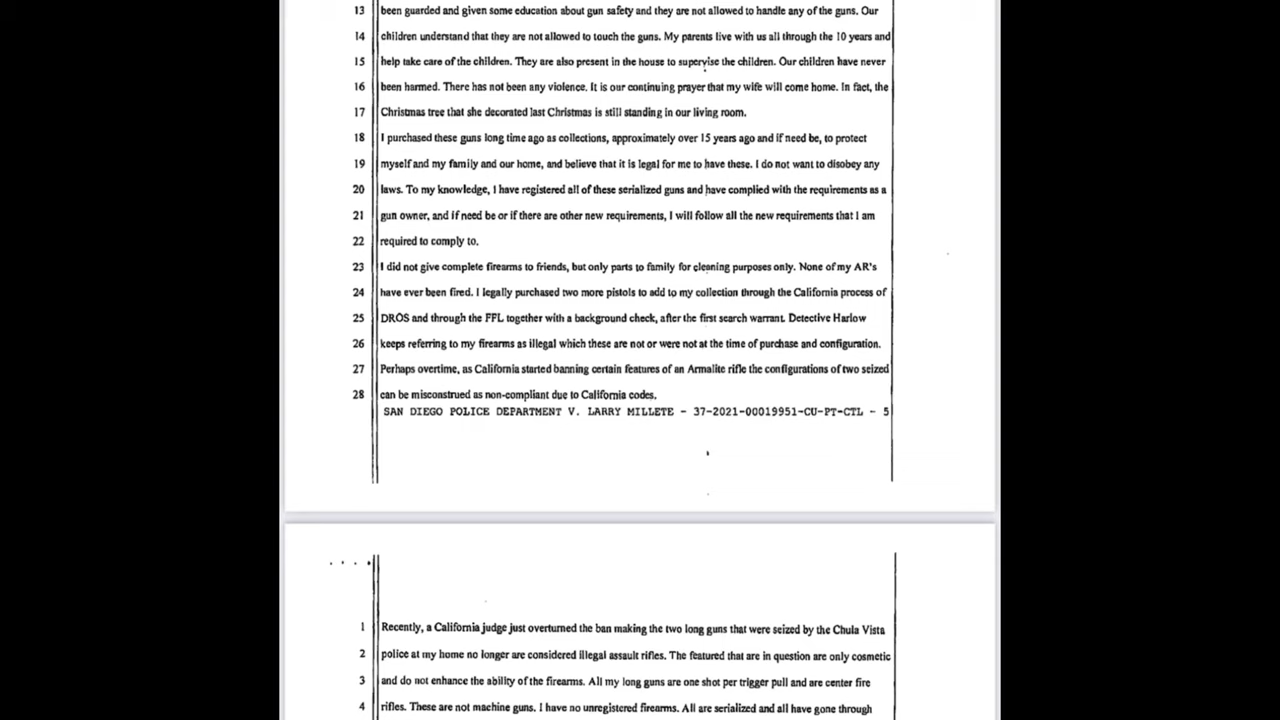 13 been guarded and given some education about gun safety and they are not allowed to handle any of the guns. Our
14 children understand that they are not allowed to touch the guns. My parents live with us all through the 10 years and
15 help take care of the children. They are also present in the house to supervise the children. Our children have never
16 been harmed. There has not been any violence. It is our continuing prayer that my wife will come home. In fact, the
17 Christmas tree that she decorated last Christmas is still standing in our living room.
18 I purchased these guns long time ago as collections, approximately over 15 years ago and if need be, to protect
19 myself and my family and our home, and believe that it is legal for me to have these. I do not want to disobey any
20 laws. To my knowledge, I have registered all of these serialized guns and have complied with the requirements as a
21 gun owner, and if need be or if there are other new requirements, I will follow all the new requirements that I am
22 required to comply to.
23 I did not give complete firearms to friends, but only parts to family for cleaning purposes only. None of my AR's
24 have ever been fired. I legally purchased two more pistols to add to my collection through the California process of
25 DROS and through the FFL together with a background check, after the first search warrant. Detective Harlow
26 keeps referring to my firearms as illegal which these are not or were not at the time of purchase and configuration.
27 Perhaps overtime, as California started banning certain features of an Armalite rifle the configurations of two seized
28 can be misconstrued as non-compliant due to California codes.
SAN DIEGO POLICE DEPARTMENT V. LARRY MILLETE - 37-2021-00019951-CU-PT-CTL - 5
1 Recently, a California judge just overturned the ban making the two long guns that were seized by the Chula Vista
2 police at my home no longer are considered illegal assault rifles. The featured that are in question are only cosmetic
3 and do not enhance the ability of the firearms. All my long guns are one shot per trigger pull and are center fire
4 rifles. These are not machine guns. I have no unregistered firearms. All are serialized and all have gone through